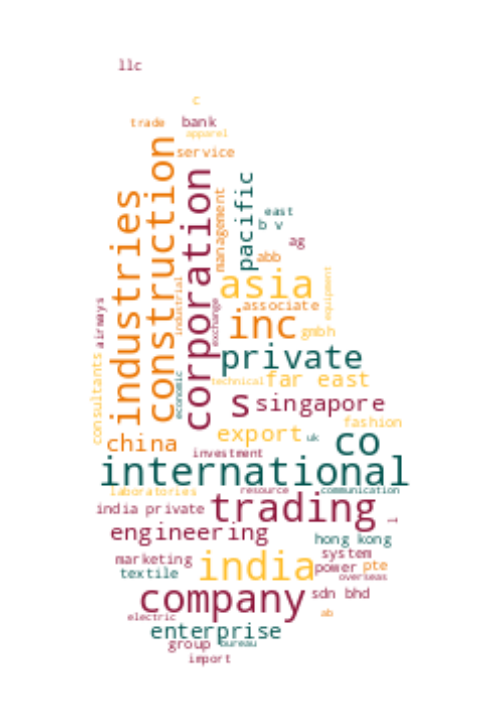 llc
c
trade
bank
apparel
service
construction
industries
corporation
pacific
management
east
b v
ag
abb
asia
equipment
industrial
exchange
airways
associate
inc
gmbh
private
consultants
economic
technical
far east
s
singapore
fashion
export
uk
co
china
investment
international
laboratories
resource
communication
india private
trading
l
engineering
hong kong
marketing
system
india
power
pte
textile
overseas
company
sdn bhd
ab
electric
enterprise
group
bureau
import